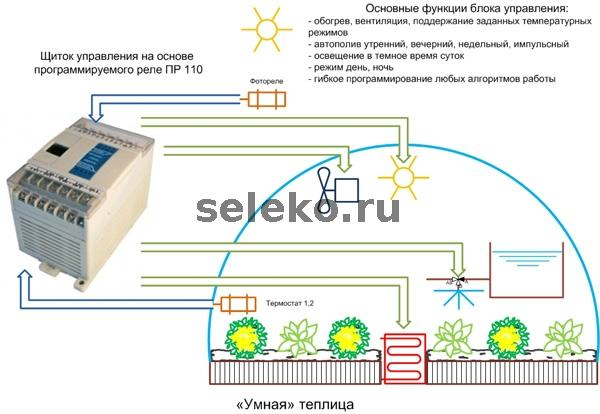 Основные функции блока управления:
- обогрев, вентиляция, поддержание заданных температурных
режимов
- автополив утренний, вечерний, недельный, импульсный
- освещение в темное время суток
- режим день, ночь
- гибкое программирование любых алгоритмов работы
Щиток управления на основе
программируемого реле ПР 110
Фотореле
seleko.ru
АВ А
Термостат 1,2
«Умная» теплица